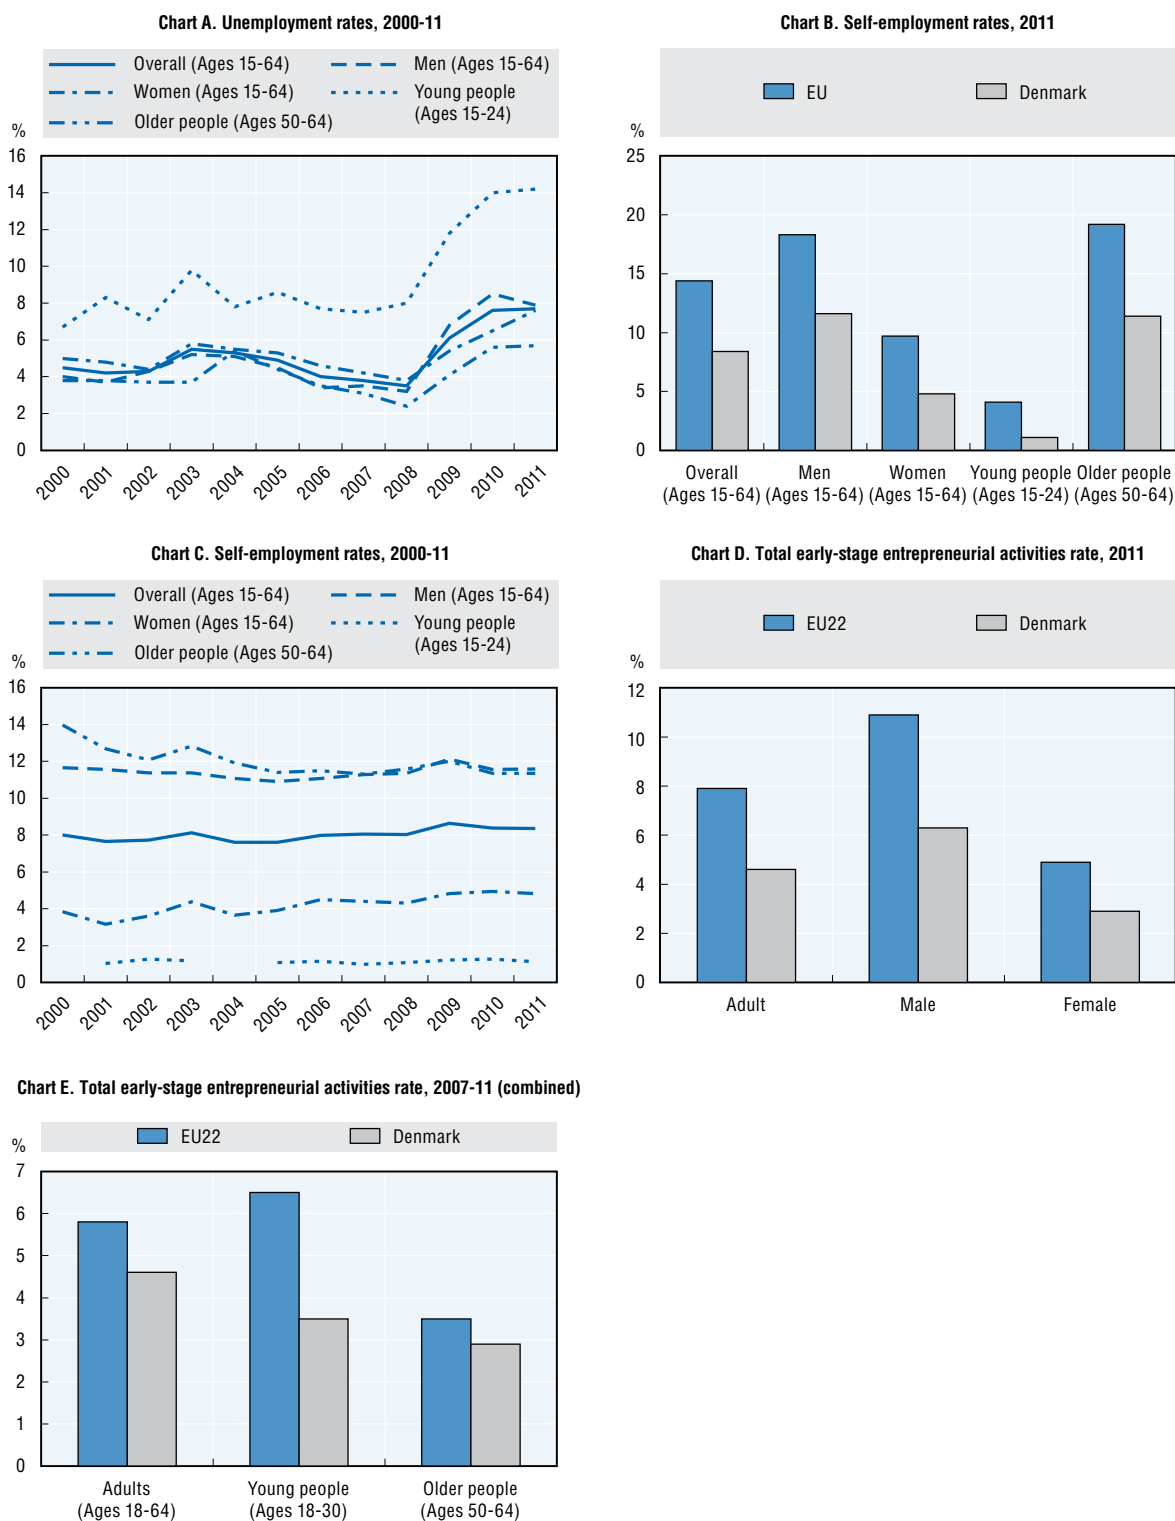 Chart A. Unemployment rates, 2000-11
Overall (Ages 15-64)
Men (Ages 15-64)
Women (Ages 15-64)
Young people
(Ages 15-24)
Older people (Ages 50-64)
%
16
14
12
10
8
6
4
2
0
2000
2001
2002
2003
2004
2005
2006
2007
2008
2009
2010
2011
Chart B. Self-employment rates, 2011
EU
Denmark
%
25
20
15
10
5
0
Overall
(Ages 15-64)
Men
(Ages 15-64)
Women
(Ages 15-64)
Young people
(Ages 15-24)
Older people
(Ages 50-64)
Chart C. Self-employment rates, 2000-11
Overall (Ages 15-64)
Men (Ages 15-64)
Women (Ages 15-64)
Young people
(Ages 15-24)
Older people (Ages 50-64)
%
16
14
12
10
8
6
4
2
0
2000
2001
2002
2003
2004
2005
2006
2007
2008
2009
2010
2011
Chart D. Total early-stage entrepreneurial activities rate, 2011
EU22
Denmark
%
12
10
8
6
4
2
0
Adult
Male
Female
Chart E. Total early-stage entrepreneurial activities rate, 2007-11 (combined)
EU22
Denmark
%
7
6
5
4
3
2
1
0
Adults
(Ages 18-64)
Young people
(Ages 18-30)
Older people
(Ages 50-64)